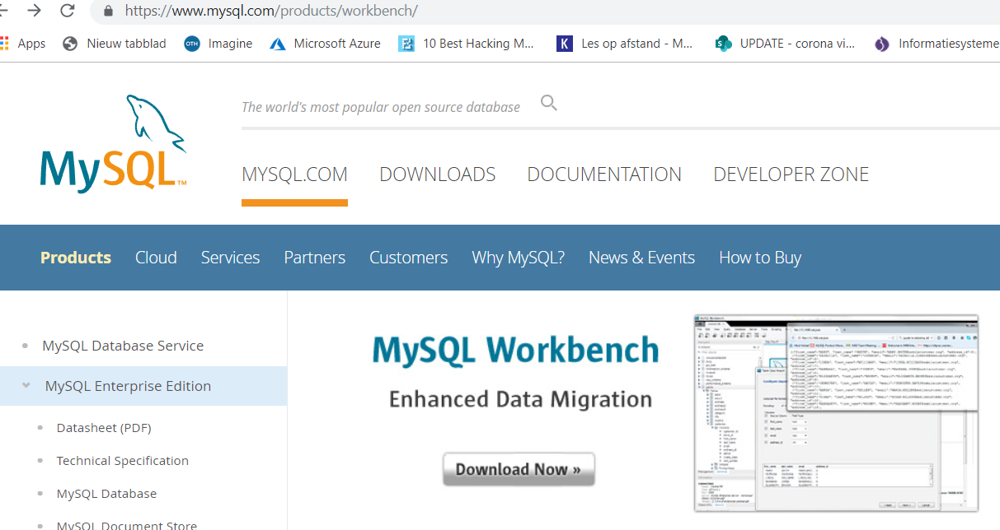 https://www.mysql.com/products/workbench/
Apps Nieuw tabblad OTH Imagine Microsoft Azure 10 Best Hacking M... K Les op afstand - M... S UPDATE - corona vi... Informatiesysteme
The world's most popular open source database
MySQL™
MYSQL.COM DOWNLOADS DOCUMENTATION DEVELOPER ZONE
Products Cloud Services Partners Customers Why MySQL? News & Events How to Buy
MySQL Database Service
MySQL Enterprise Edition
Datasheet (PDF)
Technical Specification
MySQL Database
MySQL Document Store
MySQL Workbench
Enhanced Data Migration
Download Now »